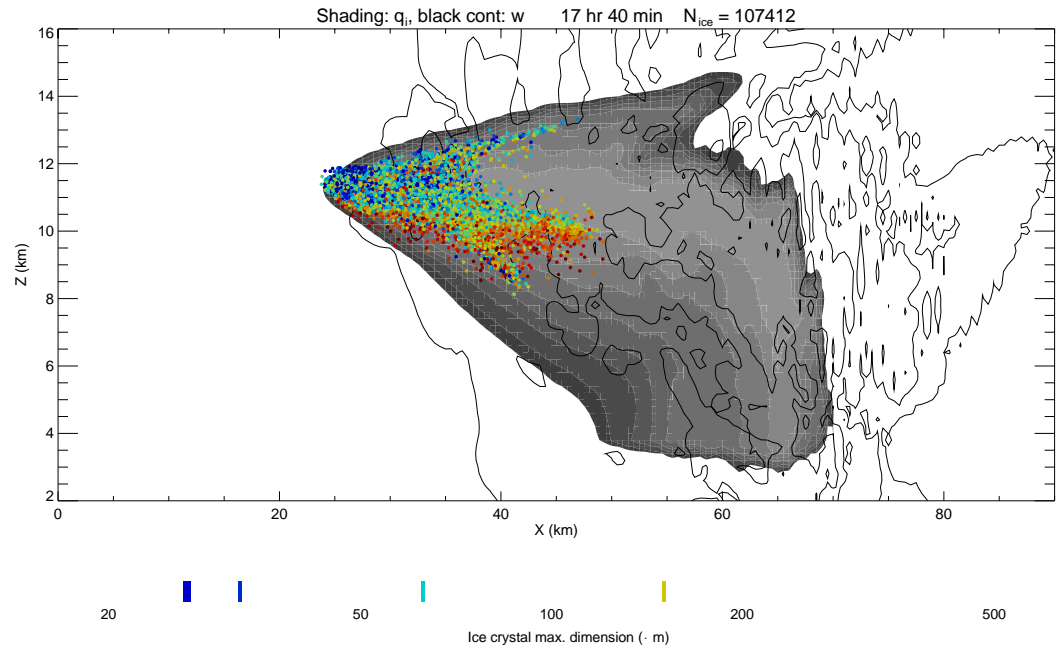 Shading: qi, black cont: w 17 hr 40 min Nice = 107412
16
14
12
10
8
6
4
2
Z (km)
0 20 40 60 80
X (km)
20 50 100 200 500
Ice crystal max. dimension (· m)